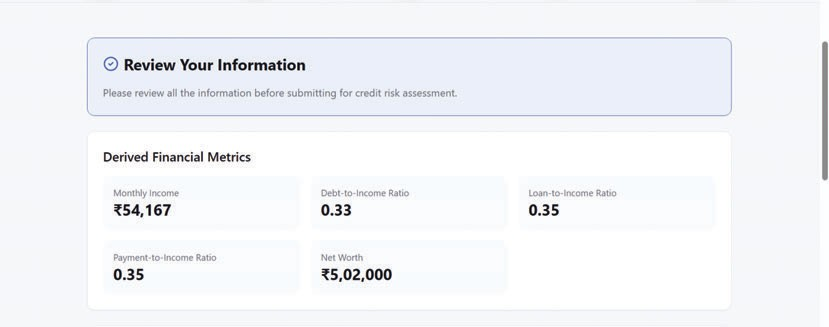 Review Your Information
Please review all the information before submitting for credit risk assessment.
Derived Financial Metrics
Monthly Income
₹54,167
Debt-to-Income Ratio
0.33
Loan-to-Income Ratio
0.35
Payment-to-Income Ratio
0.35
Net Worth
₹5,02,000